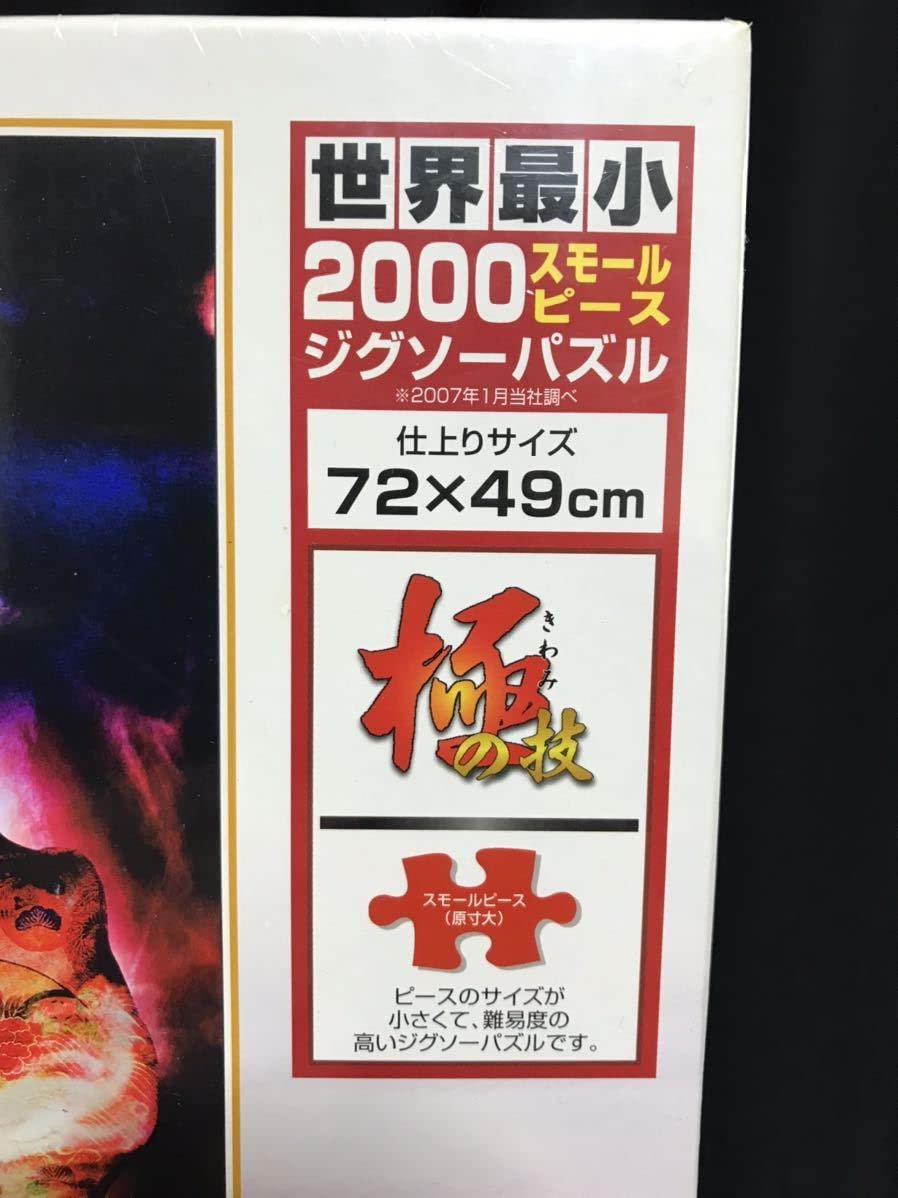 世界最小
2000スモールピース
ジグソーパズル
※2007年1月当社調べ
仕上りサイズ
72×49cm
きわみ
極の技
スモールピース
（原寸大）
ピースのサイズが
小さくて、難易度の
高いジグソーパズルです。